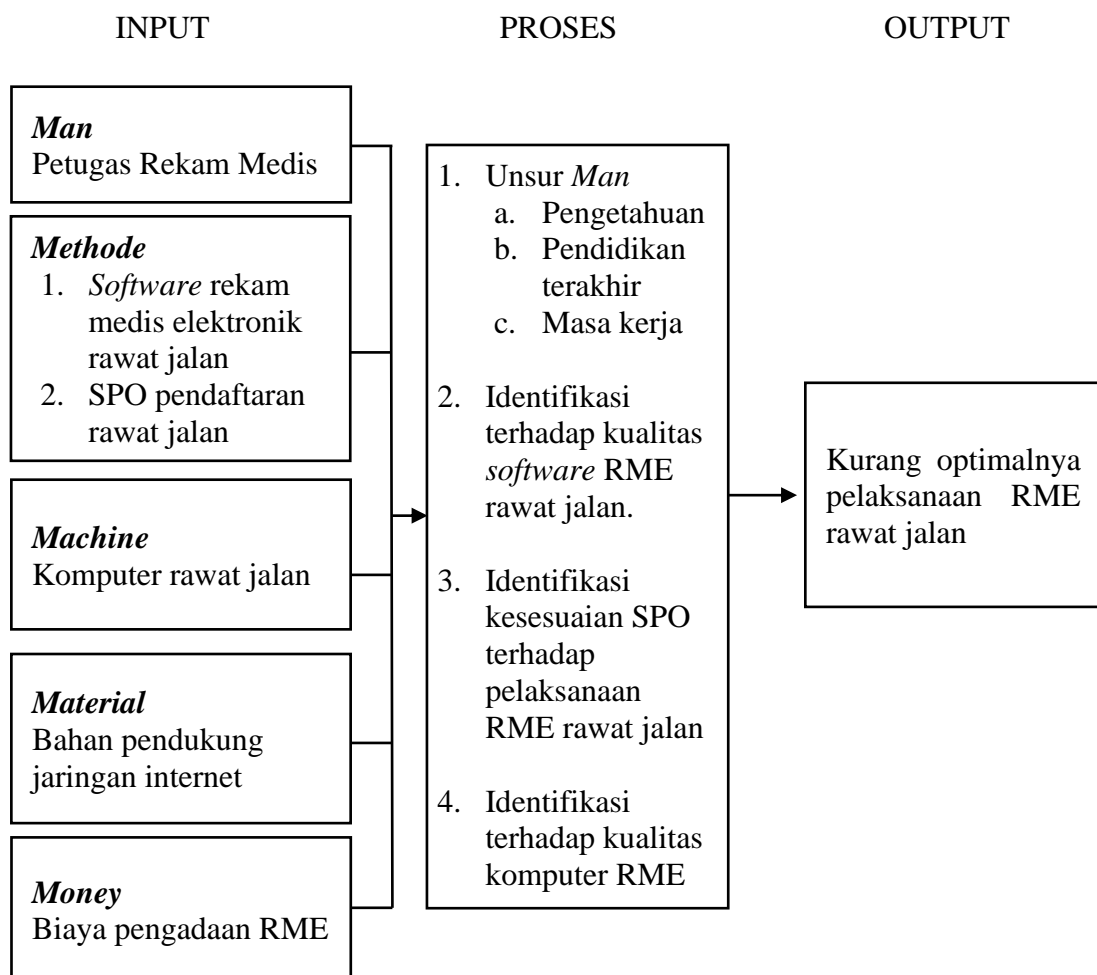 INPUT PROSES OUTPUT
Man
Petugas Rekam Medis
Methode
1. Software rekam
medis elektronik
rawat jalan
2. SPO pendaftaran
rawat jalan
Machine
Komputer rawat jalan
Material
Bahan pendukung
jaringan internet
Money
Biaya pengadaan RME
1. Unsur Man
a. Pengetahuan
b. Pendidikan
terakhir
c. Masa kerja
2. Identifikasi
terhadap kualitas
software RME
rawat jalan.
3. Identifikasi
kesesuaian SPO
terhadap
pelaksanaan
RME rawat jalan
4. Identifikasi
terhadap kualitas
komputer RME
Kurang optimalnya
pelaksanaan RME
rawat jalan